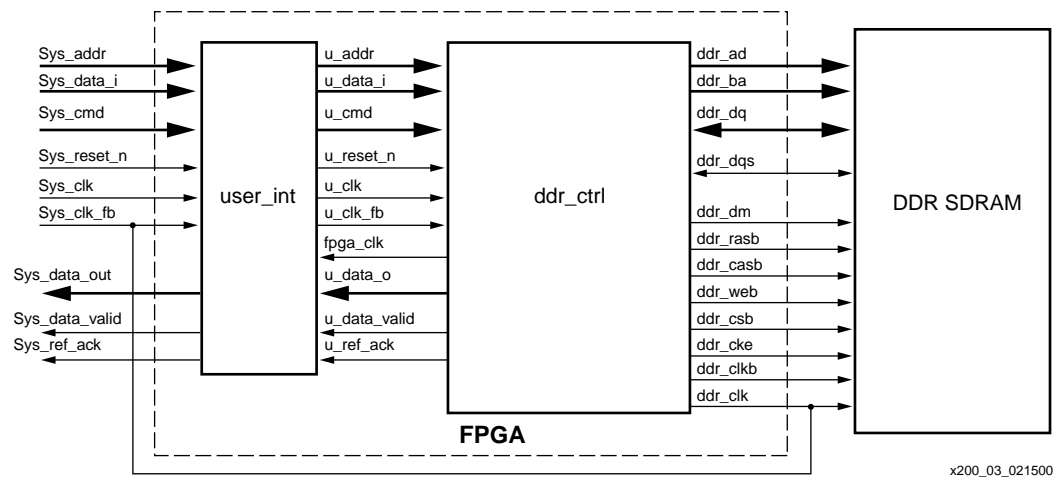 Sys_addr
Sys_data_i
Sys_cmd
Sys_reset_n
Sys_clk
Sys_clk_fb
Sys_data_out
Sys_data_valid
Sys_ref_ack
user_int
u_addr
u_data_i
u_cmd
u_reset_n
u_clk
u_clk_fb
fpga_clk
u_data_o
u_data_valid
u_ref_ack
ddr_ctrl
FPGA
ddr_ad
ddr_ba
ddr_dq
ddr_dqs
ddr_dm
ddr_rasb
ddr_casb
ddr_web
ddr_csb
ddr_cke
ddr_clkb
ddr_clk
DDR SDRAM
x200_03_021500